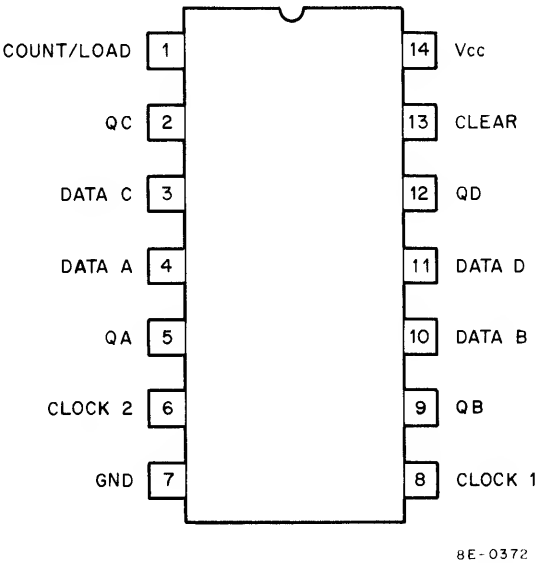 COUNT/LOAD 1 14 Vcc
QC 2 13 CLEAR
DATA C 3 12 QD
DATA A 4 11 DATA D
QA 5 10 DATA B
CLOCK 2 6 9 QB
GND 7 8 CLOCK 1
8E-0372